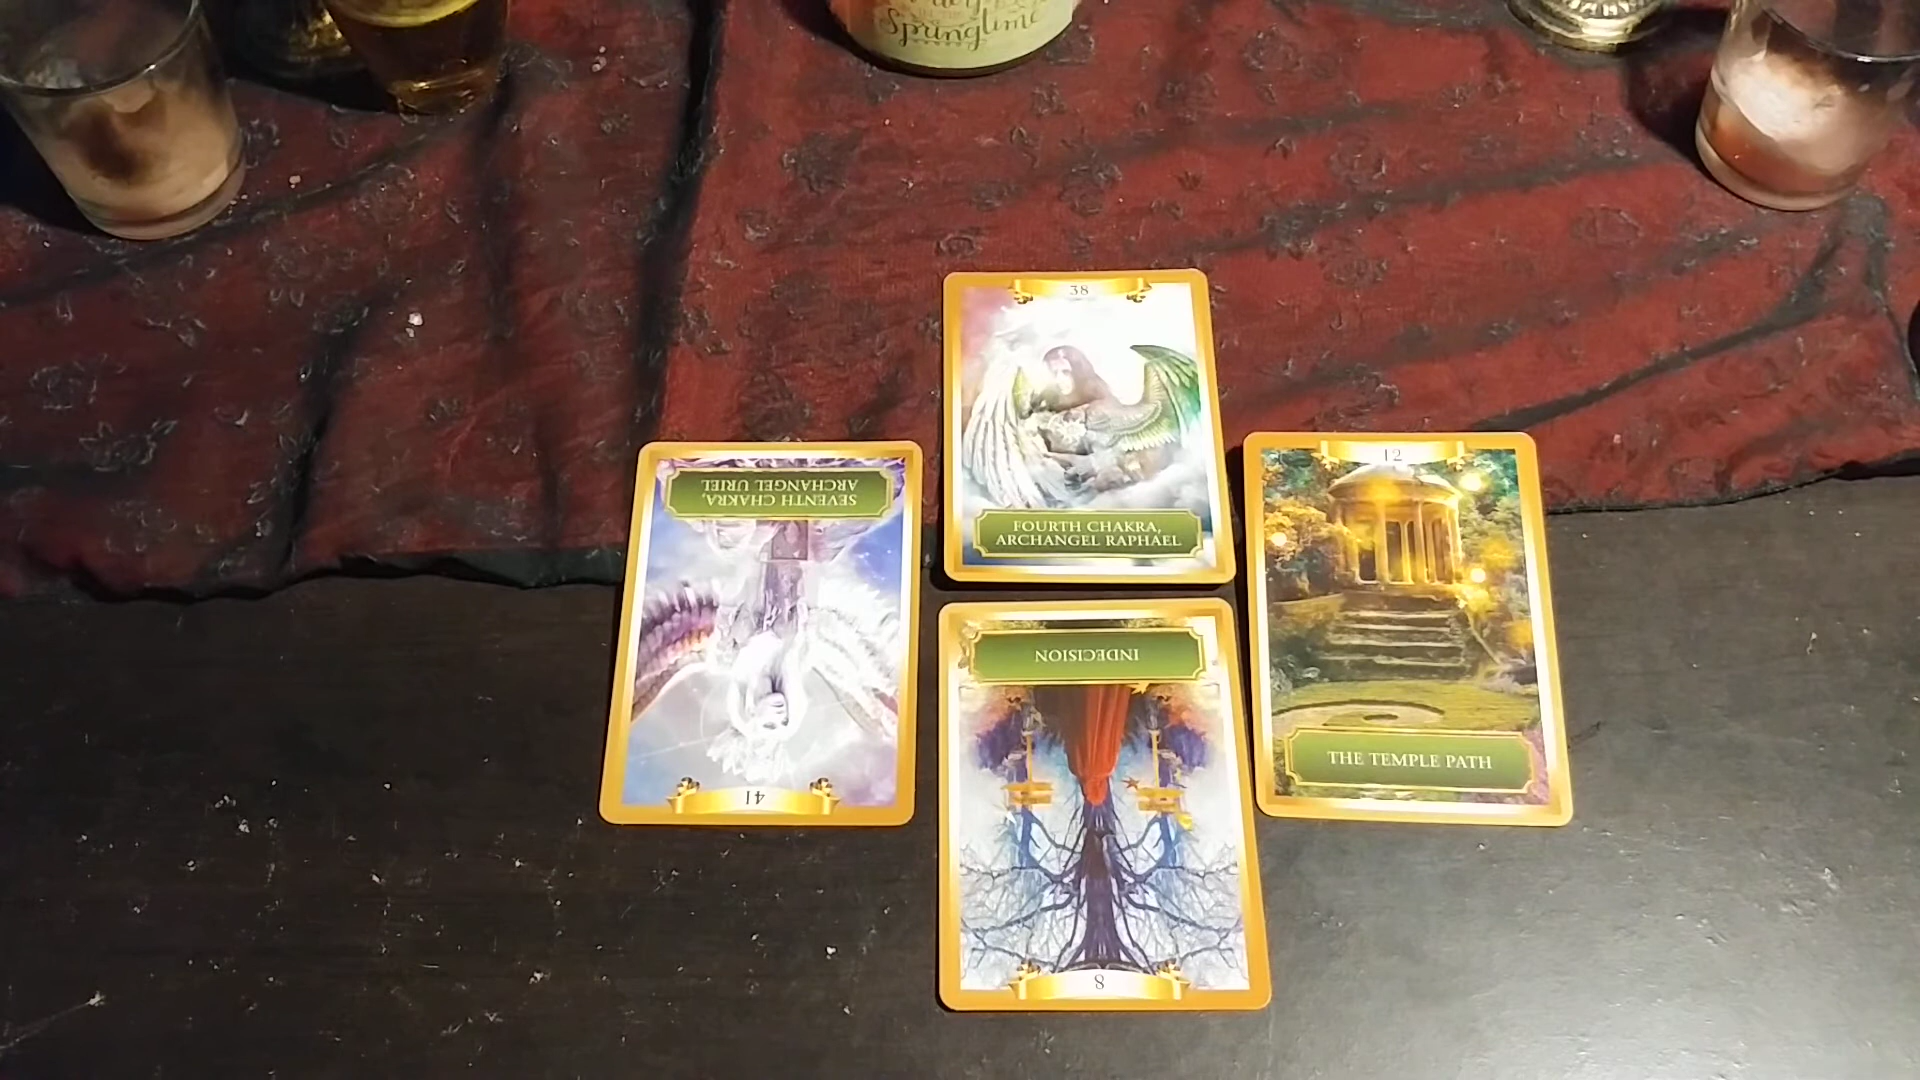 Springtime
38
FOURTH CHAKRA,
ARCHANGEL RAPHAEL
SEVENTH CHAKRA,
ARCHANGEL URIEL
41
12
THE TEMPLE PATH
INDECISION
8